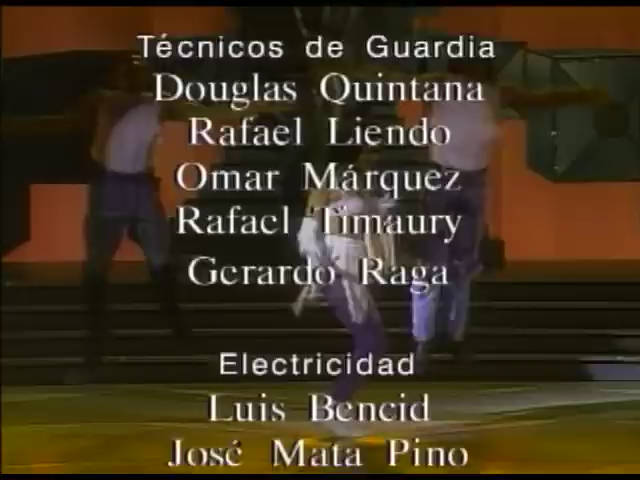 Técnicos de Guardia
Douglas Quintana
Rafael Liendo
Omar Márquez
Rafael Timaury
Gerardo Raga
Electricidad
Luis Bencid
José Mata Pino